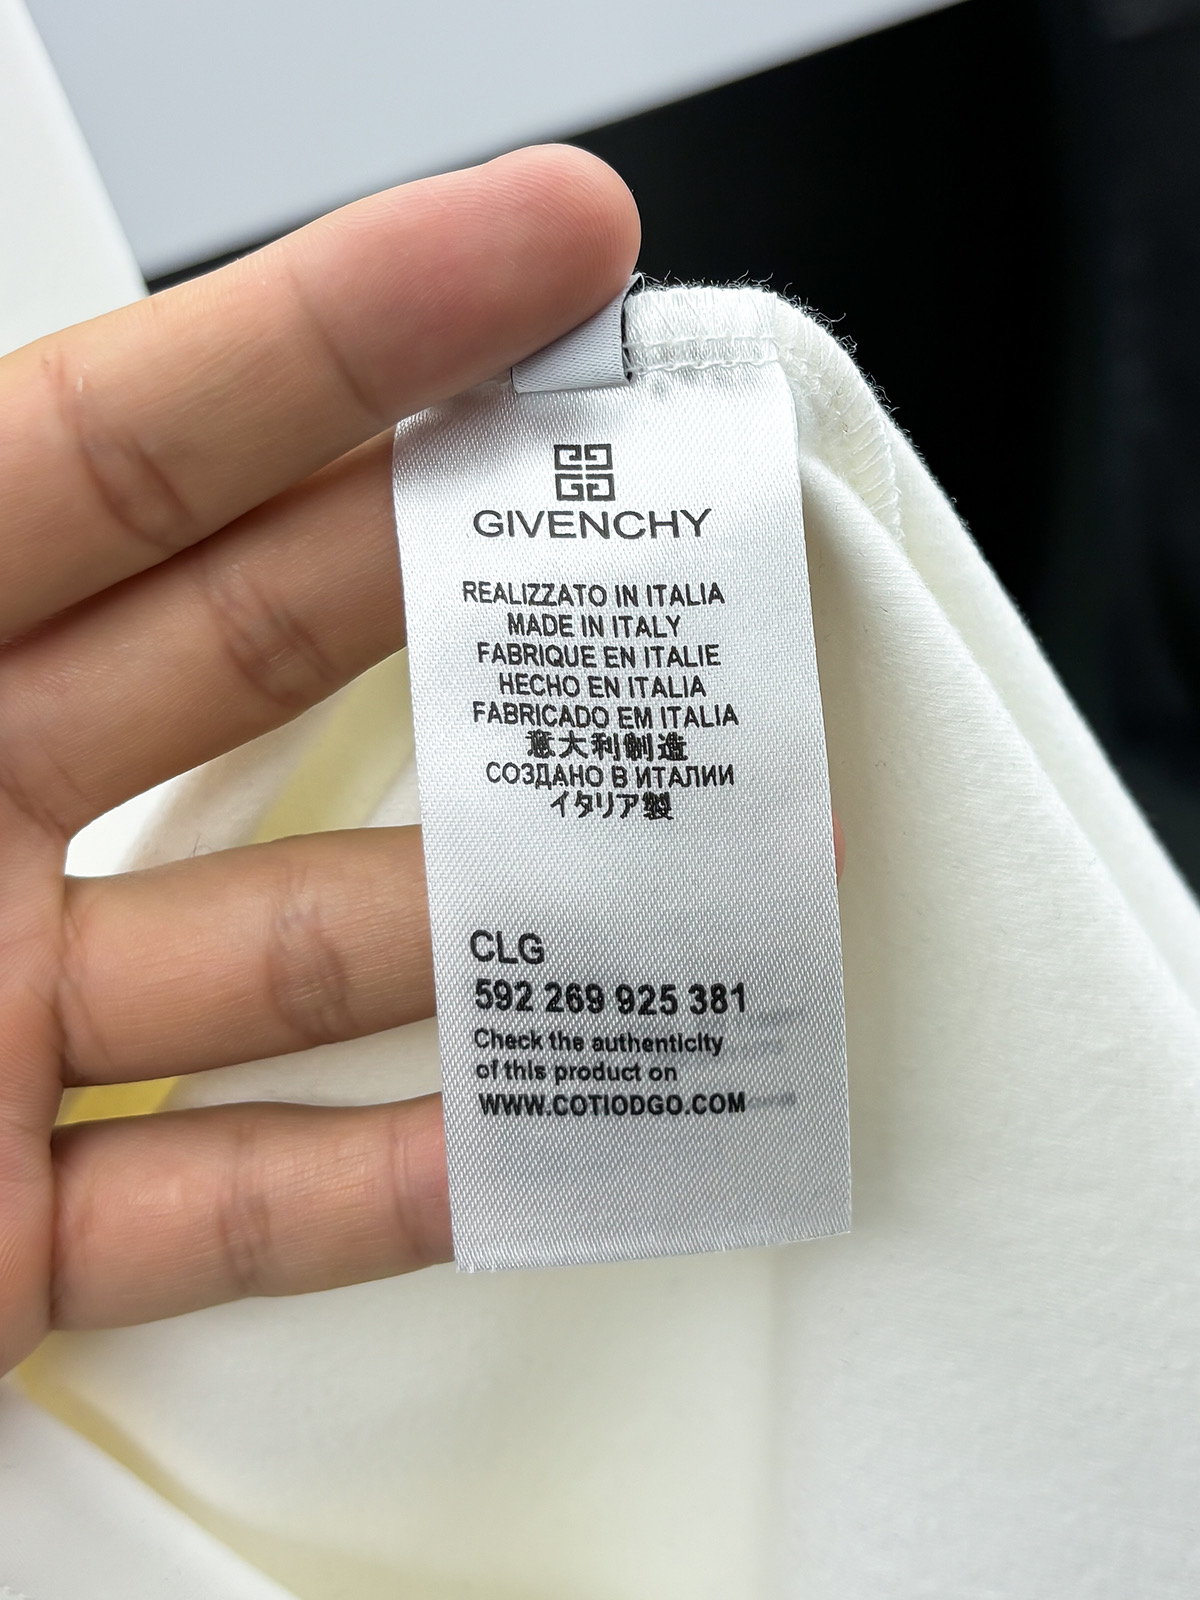 GIVENCHY
REALIZZATO IN ITALIA
MADE IN ITALY
FABRIQUE EN ITALIE
HECHO EN ITALIA
FABRICADO EM ITALIA
意大利制造
СОЗДАНО В ИТАЛИИ
イタリア製
CLG
592 269 925 381
Check the authenticity
of this product on
WWW.COTIODGO.COM